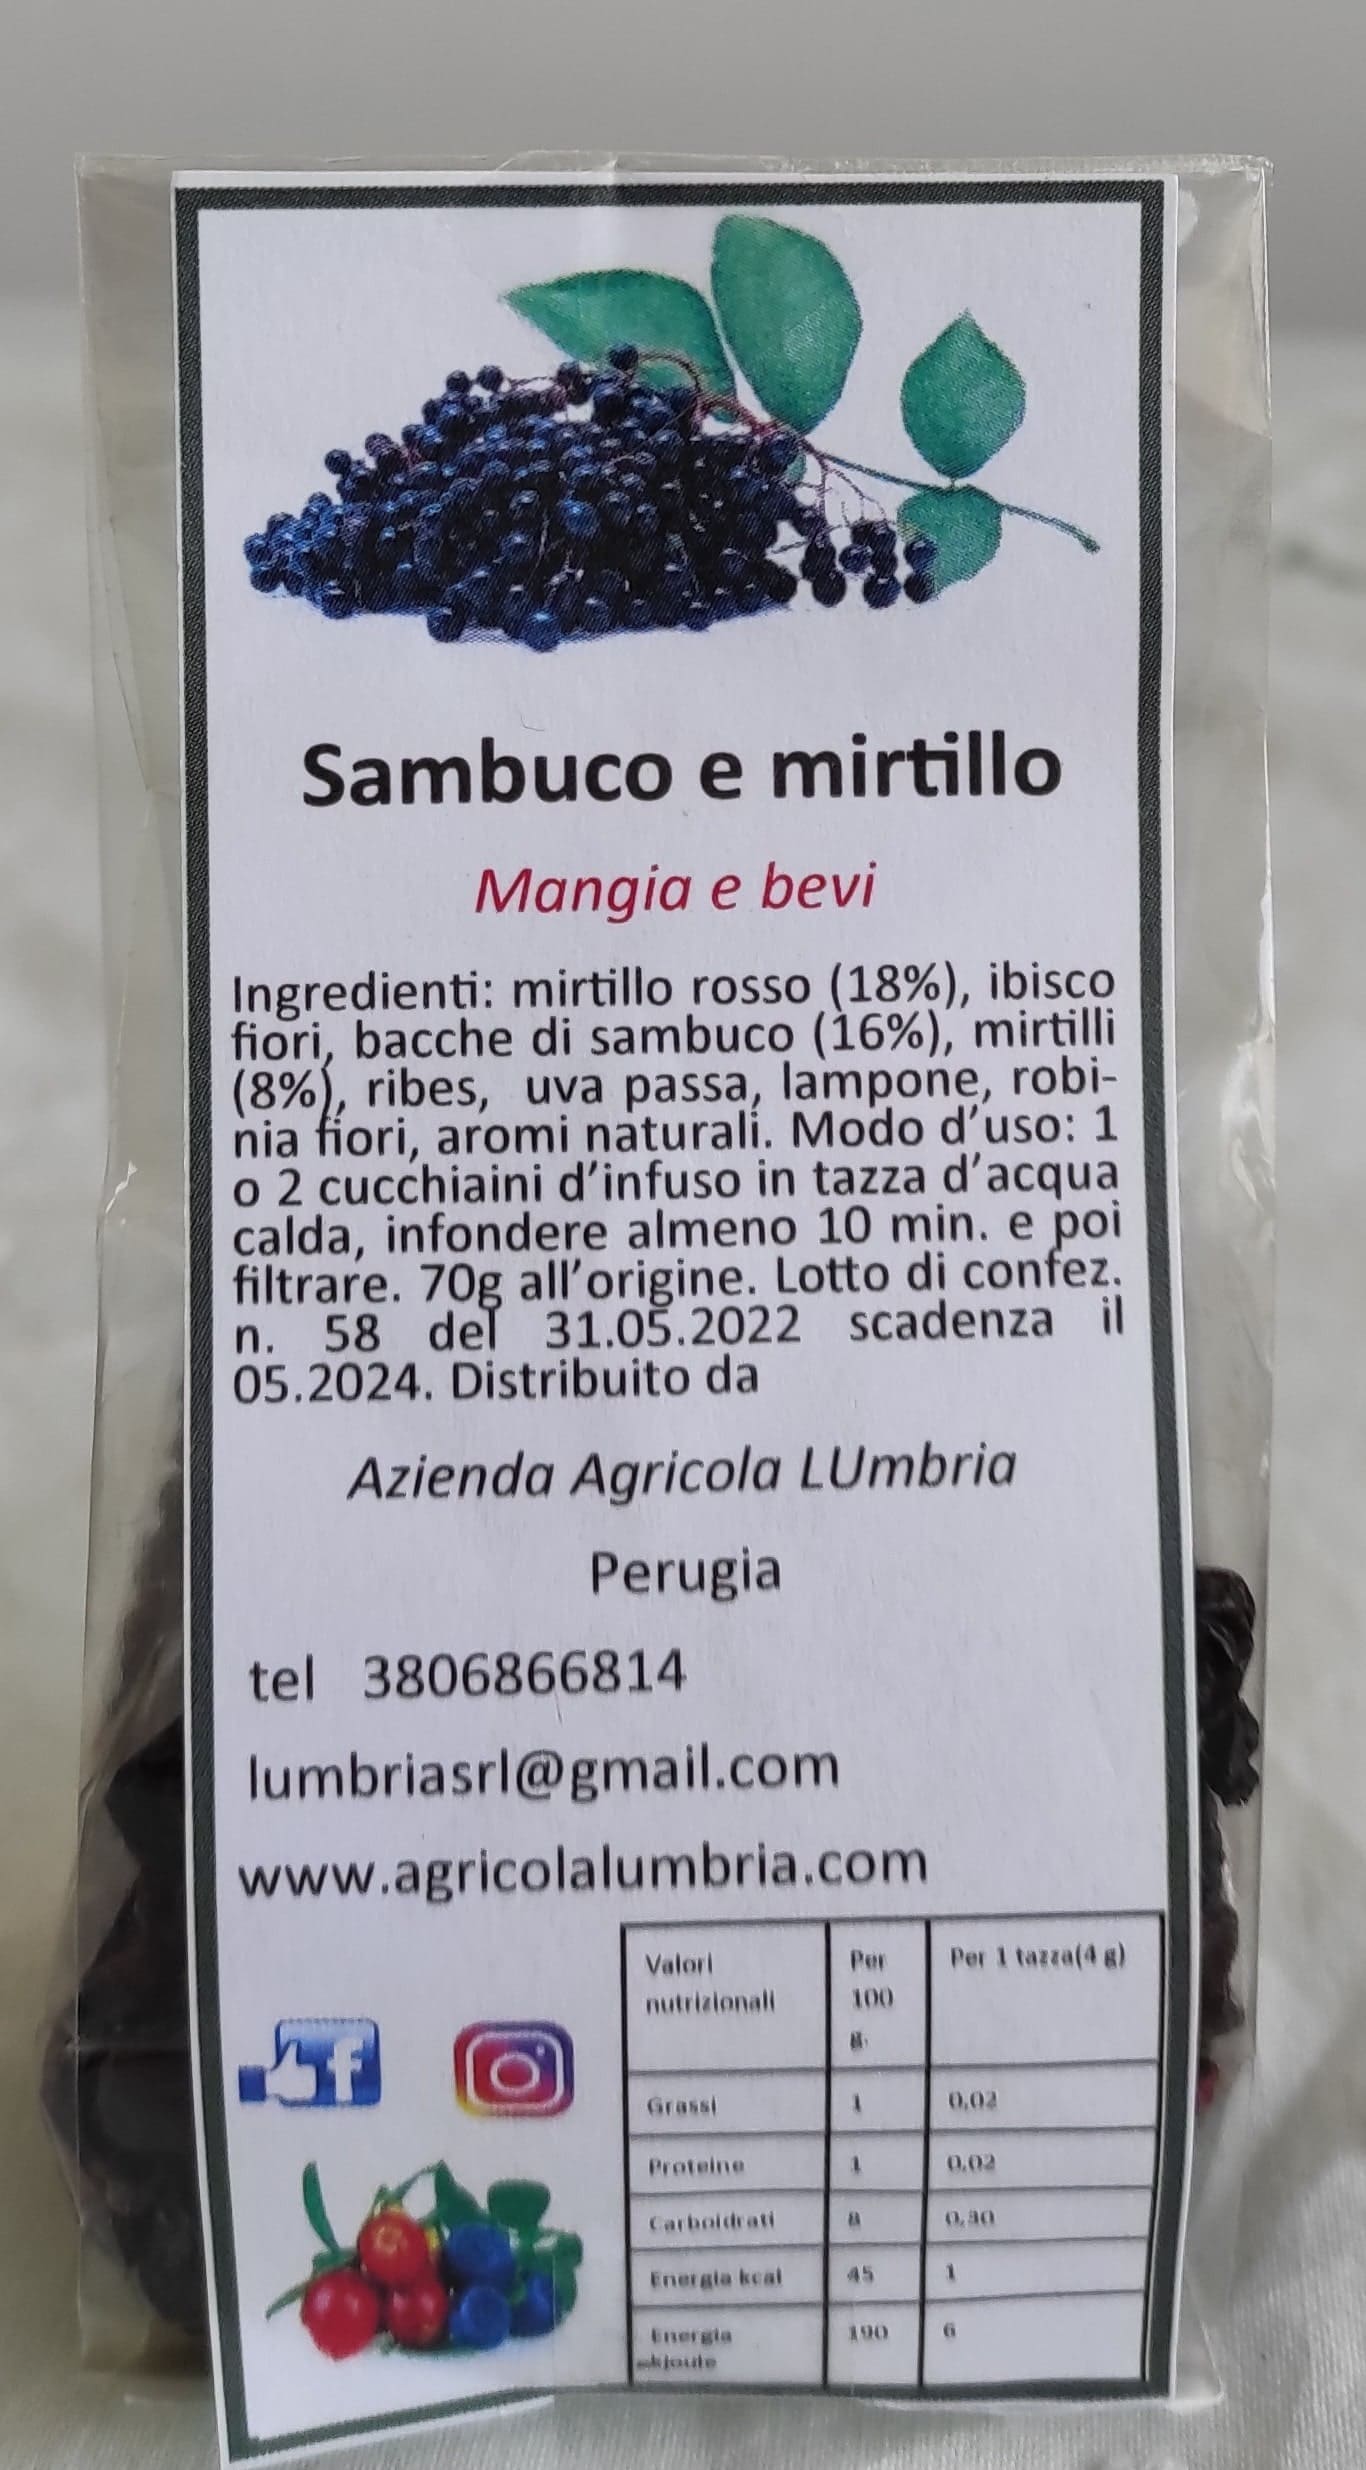 Sambuco e mirtillo
Mangia e bevi
Ingredienti: mirtillo rosso (18%), ibisco
fiori, bacche di sambuco (16%), mirtilli
(8%), ribes, uva passa, lampone, robi-
nia fiori, aromi naturali. Modo d'uso: 1
o 2 cucchiaini d'infuso in tazza d'acqua
calda, infondere almeno 10 min. e poi
filtrare. 70g all'origine. Lotto di confez.
n. 58 del 31.05.2022 scadenza il
05.2024. Distribuito da
Azienda Agricola LUmbria
Perugia
tel 3806866814
lumbriasrl@gmail.com
www.agricolalumbria.com
f
Valori nutrizionali Per 100 g. Per 1 tazza(4 g)
Grassi 1 0,02
Proteine 1 0,02
Carboidrati 8 0,30
Energia kcal 45 1
Energia kjoule 190 6